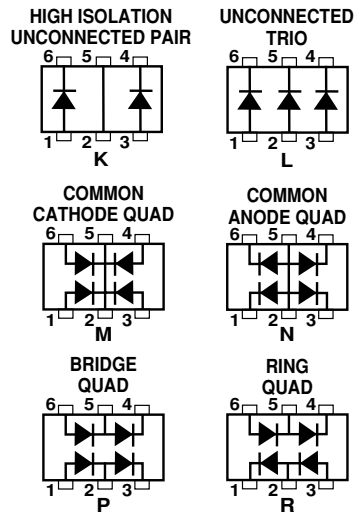 HIGH ISOLATION
UNCONNECTED PAIR
6 5 4
1 2 3
K
UNCONNECTED
TRIO
6 5 4
1 2 3
L
COMMON
CATHODE QUAD
6 5 4
1 2 3
M
COMMON
ANODE QUAD
6 5 4
1 2 3
N
BRIDGE
QUAD
6 5 4
1 2 3
P
RING
QUAD
6 5 4
1 2 3
R